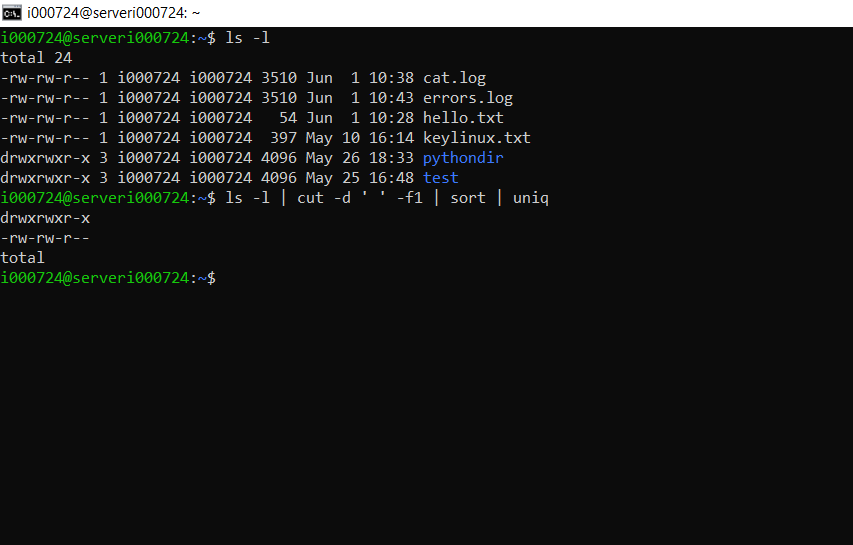 i000724@serveri000724: ~
i000724@serveri000724:~$ ls -l
total 24
-rw-rw-r-- 1 i000724 i000724 3510 Jun  1 10:38 cat.log
-rw-rw-r-- 1 i000724 i000724 3510 Jun  1 10:43 errors.log
-rw-rw-r-- 1 i000724 i000724   54 Jun  1 10:28 hello.txt
-rw-rw-r-- 1 i000724 i000724  397 May 10 16:14 keylinux.txt
drwxrwxr-x 3 i000724 i000724 4096 May 26 18:33 pythondir
drwxrwxr-x 3 i000724 i000724 4096 May 25 16:48 test
i000724@serveri000724:~$ ls -l | cut -d ' ' -f1 | sort | uniq
drwxrwxr-x
-rw-rw-r--
total
i000724@serveri000724:~$